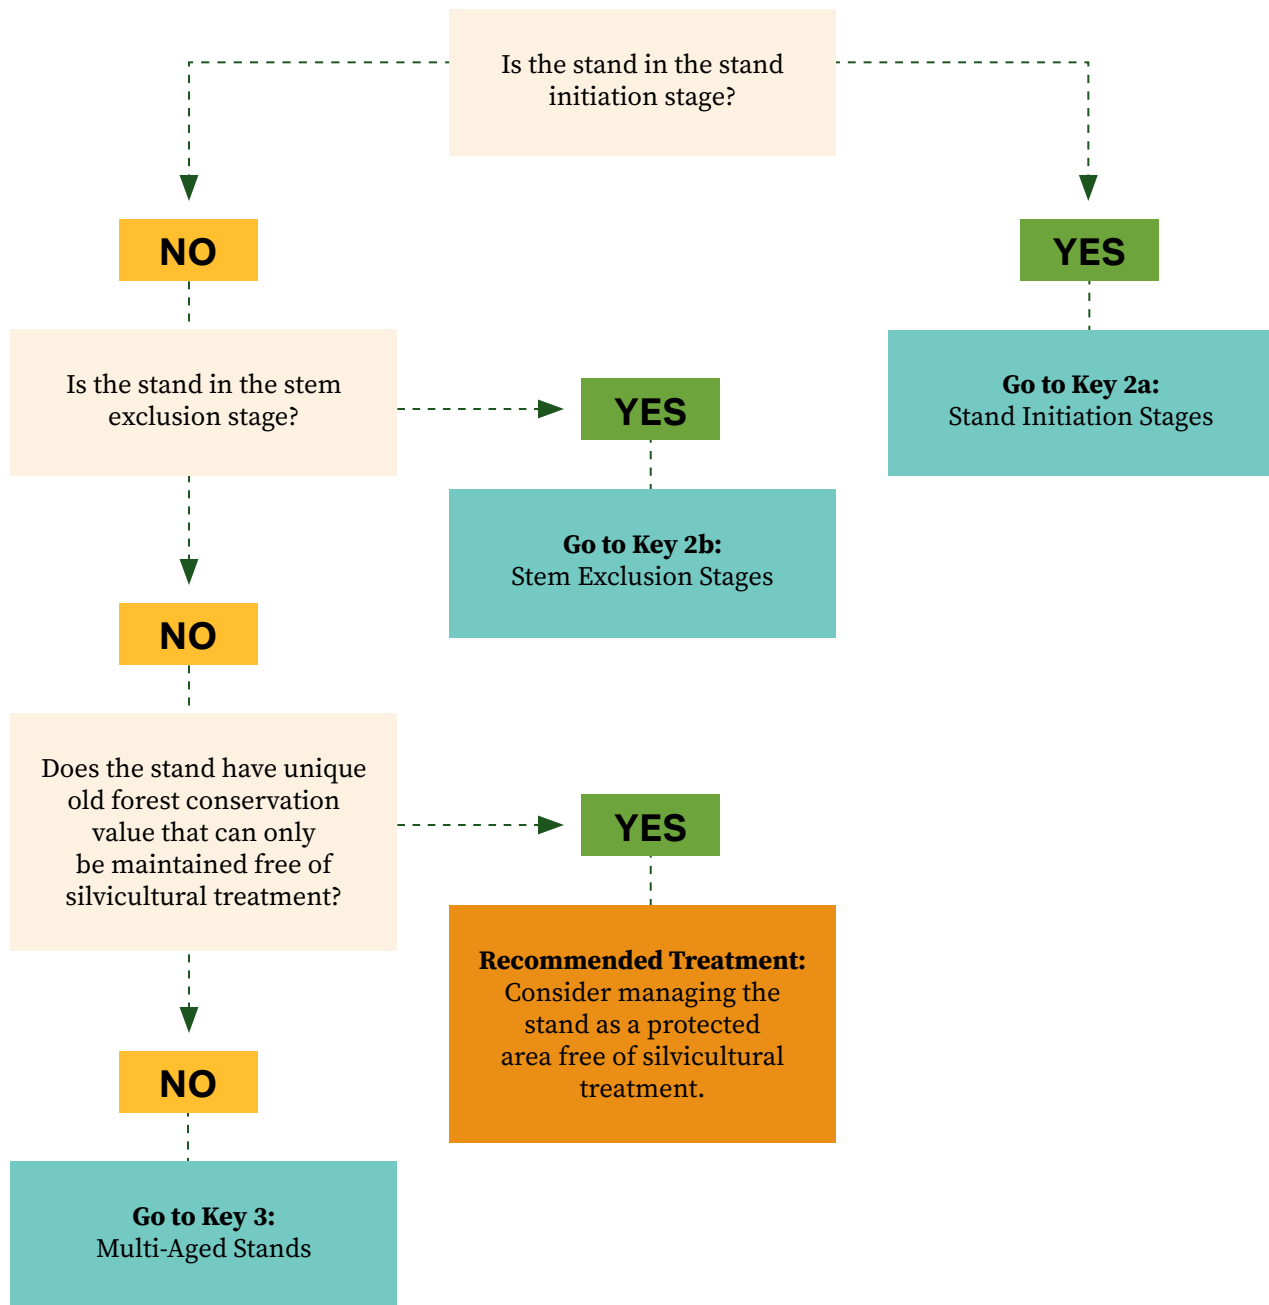 Is the stand in the stand
initiation stage?
NO
YES
Is the stand in the stem
exclusion stage?
YES
Go to Key 2a:
Stand Initiation Stages
Go to Key 2b:
Stem Exclusion Stages
NO
Does the stand have unique
old forest conservation
value that can only
be maintained free of
silvicultural treatment?
YES
Recommended Treatment:
Consider managing the
stand as a protected
area free of silvicultural
treatment.
NO
Go to Key 3:
Multi-Aged Stands